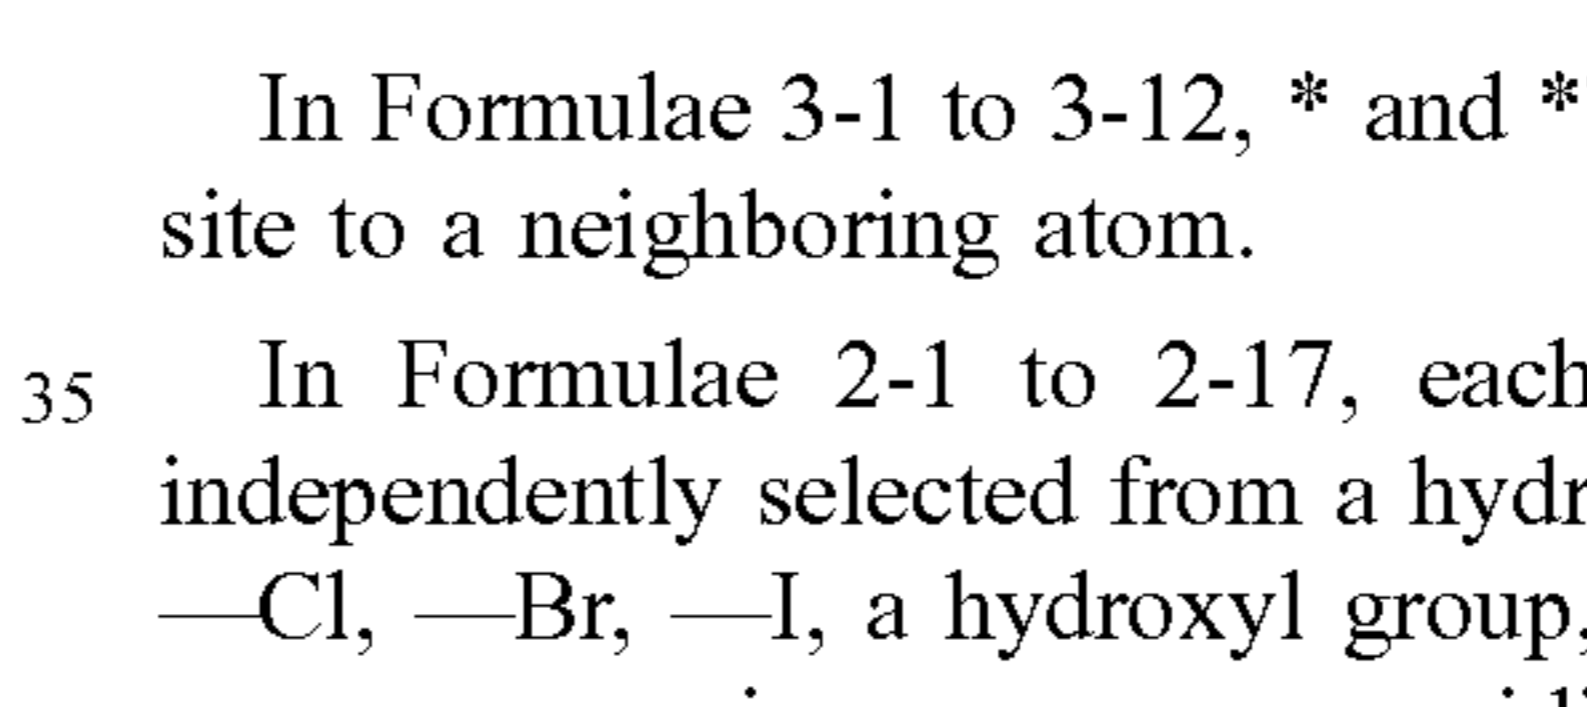 In Formulae 3-1 to 3-12, * and *'
site to a neighboring atom.
35 In Formulae 2-1 to 2-17, each
independently selected from a hydr
—Cl, —Br, —I, a hydroxyl group,